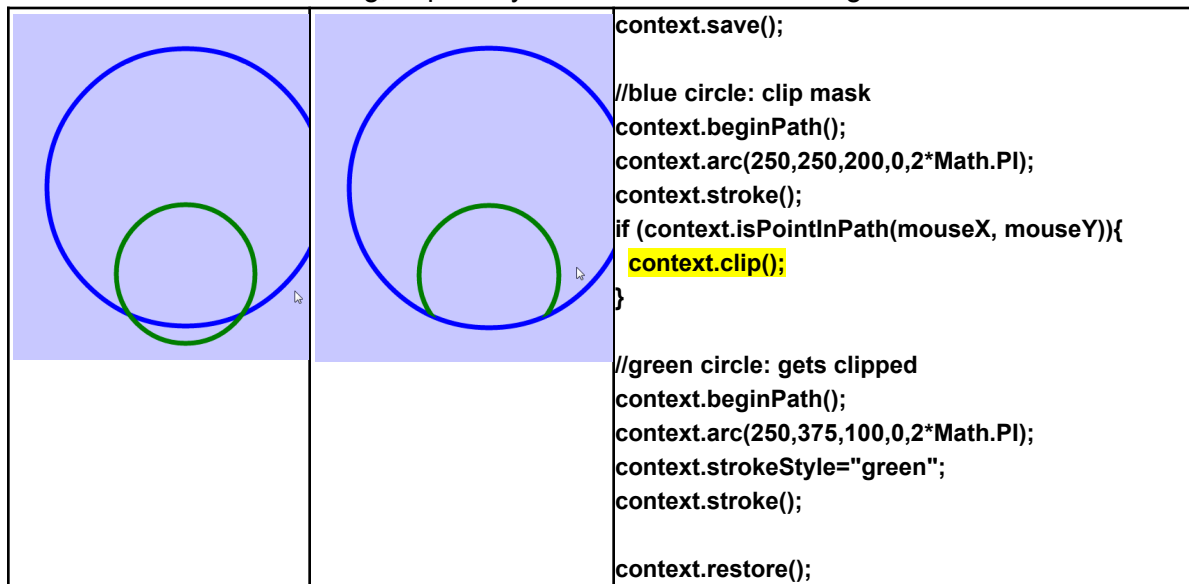 context.save();
//blue circle: clip mask
context.beginPath();
context.arc(250,250,200,0,2*Math.PI);
context.stroke();
if (context.isPointInPath(mouseX, mouseY)){
context.clip();
}
//green circle: gets clipped
context.beginPath();
context.arc(250,375,100,0,2*Math.PI);
context.strokeStyle="green";
context.stroke();
context.restore();